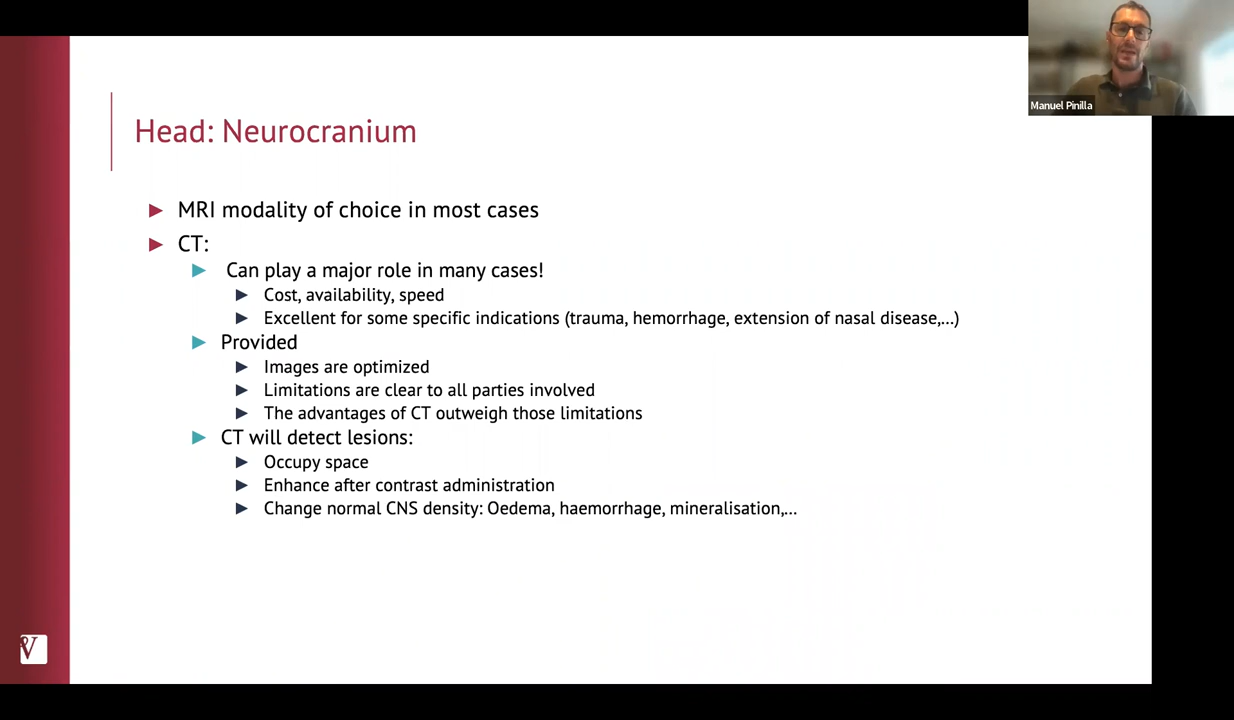 Manuel Pinilla
Head: Neurocranium
MRI modality of choice in most cases
CT:
Can play a major role in many cases!
Cost, availability, speed
Excellent for some specific indications (trauma, hemorrhage, extension of nasal disease,...)
Provided
Images are optimized
Limitations are clear to all parties involved
The advantages of CT outweigh those limitations
CT will detect lesions:
Occupy space
Enhance after contrast administration
Change normal CNS density: Oedema, haemorrhage, mineralisation,...
V